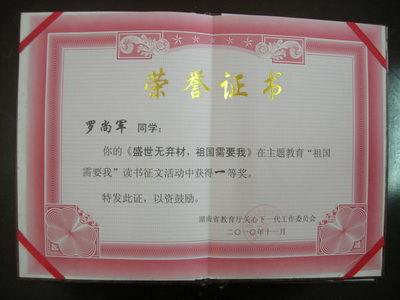 荣誉证书
罗尚军 同学：
你的《盛世无弃材，祖国需要我》在主题教育“祖国
需要我”读书征文活动中获得一等奖。
特发此证，以资鼓励。
湖南省教育厅关心下一代工作委员会
二○一○年十一月